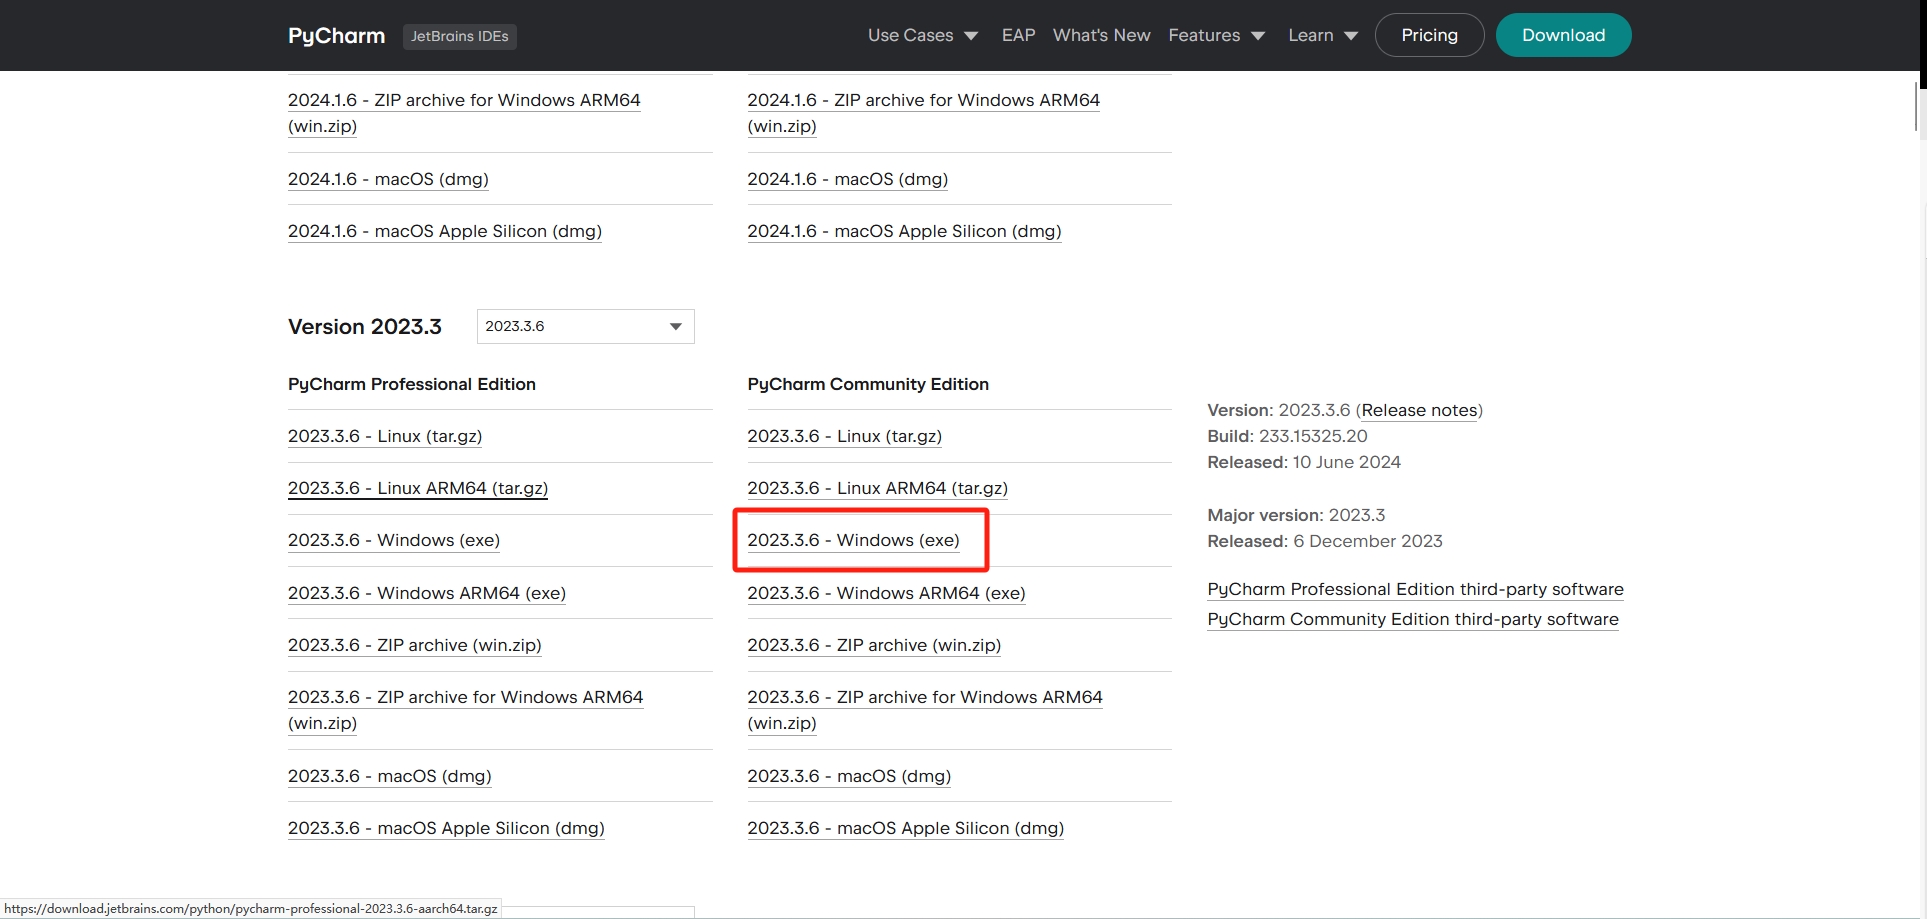 PyCharm JetBrains IDEs Use Cases EAP What's New Features Learn Pricing Download
2024.1.6 - ZIP archive for Windows ARM64
(win.zip)
2024.1.6 - macOS (dmg)
2024.1.6 - macOS Apple Silicon (dmg)
2024.1.6 - ZIP archive for Windows ARM64
(win.zip)
2024.1.6 - macOS (dmg)
2024.1.6 - macOS Apple Silicon (dmg)
Version 2023.3 2023.3.6
PyCharm Professional Edition
2023.3.6 - Linux (tar.gz)
2023.3.6 - Linux ARM64 (tar.gz)
2023.3.6 - Windows (exe)
2023.3.6 - Windows ARM64 (exe)
2023.3.6 - ZIP archive (win.zip)
2023.3.6 - ZIP archive for Windows ARM64
(win.zip)
2023.3.6 - macOS (dmg)
2023.3.6 - macOS Apple Silicon (dmg)
PyCharm Community Edition
2023.3.6 - Linux (tar.gz)
2023.3.6 - Linux ARM64 (tar.gz)
2023.3.6 - Windows (exe)
2023.3.6 - Windows ARM64 (exe)
2023.3.6 - ZIP archive (win.zip)
2023.3.6 - ZIP archive for Windows ARM64
(win.zip)
2023.3.6 - macOS (dmg)
2023.3.6 - macOS Apple Silicon (dmg)
Version: 2023.3.6 (Release notes)
Build: 233.15325.20
Released: 10 June 2024
Major version: 2023.3
Released: 6 December 2023
PyCharm Professional Edition third-party software
PyCharm Community Edition third-party software
https://download.jetbrains.com/python/pycharm-professional-2023.3.6-aarch64.tar.gz